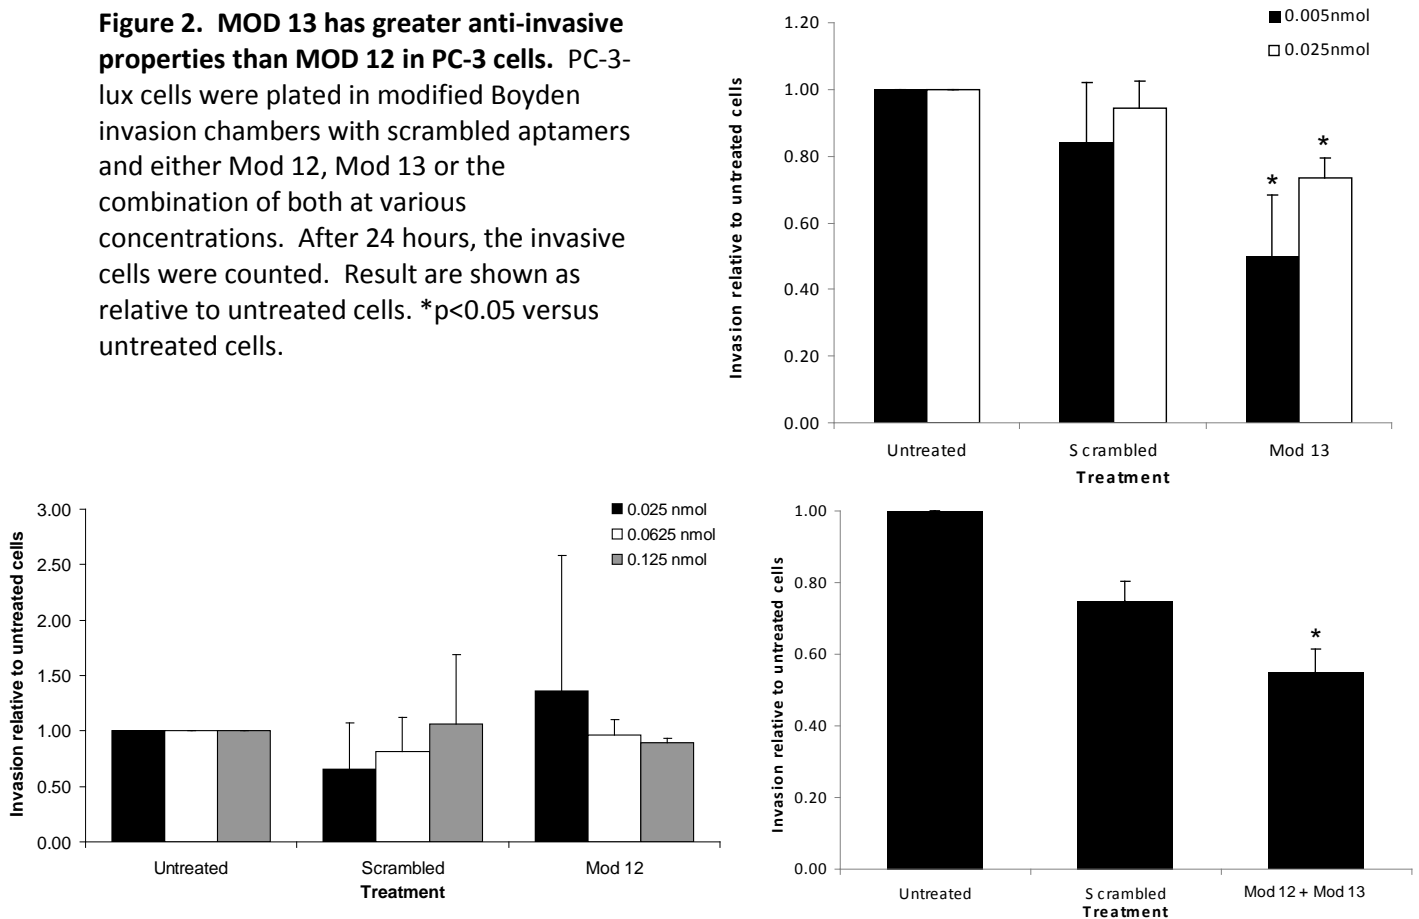 Figure 2.  MOD 13 has greater anti-invasive
properties than MOD 12 in PC-3 cells.  PC-3-
lux cells were plated in modified Boyden
invasion chambers with scrambled aptamers
and either Mod 12, Mod 13 or the
combination of both at various
concentrations.  After 24 hours, the invasive
cells were counted.  Result are shown as
relative to untreated cells. *p<0.05 versus
untreated cells.
Invasion relative to untreated cells
1.20
1.00
0.80
0.60
0.40
0.20
0.00
0.005nmol
0.025nmol
*
*
Untreated
Scrambled
Mod 13
Treatment
Invasion relative to untreated cells
3.00
2.50
2.00
1.50
1.00
0.50
0.00
0.025 nmol
0.0625 nmol
0.125 nmol
Untreated
Scrambled
Mod 12
Treatment
Invasion relative to untreated cells
1.00
0.80
0.60
0.40
0.20
0.00
*
Untreated
Scrambled
Mod 12 + Mod 13
Treatment